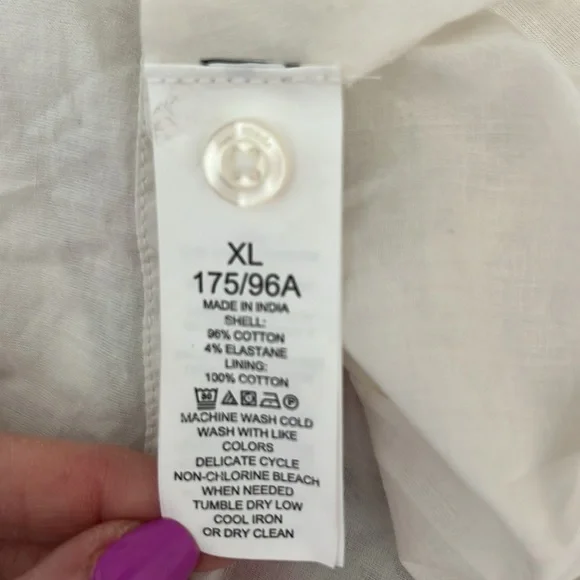 XL
175/96A
MADE IN INDIA
SHELL:
96% COTTON
4% ELASTANE
LINING:
100% COTTON
MACHINE WASH COLD
WASH WITH LIKE
COLORS
DELICATE CYCLE
NON-CHLORINE BLEACH
WHEN NEEDED
TUMBLE DRY LOW
COOL IRON
OR DRY CLEAN